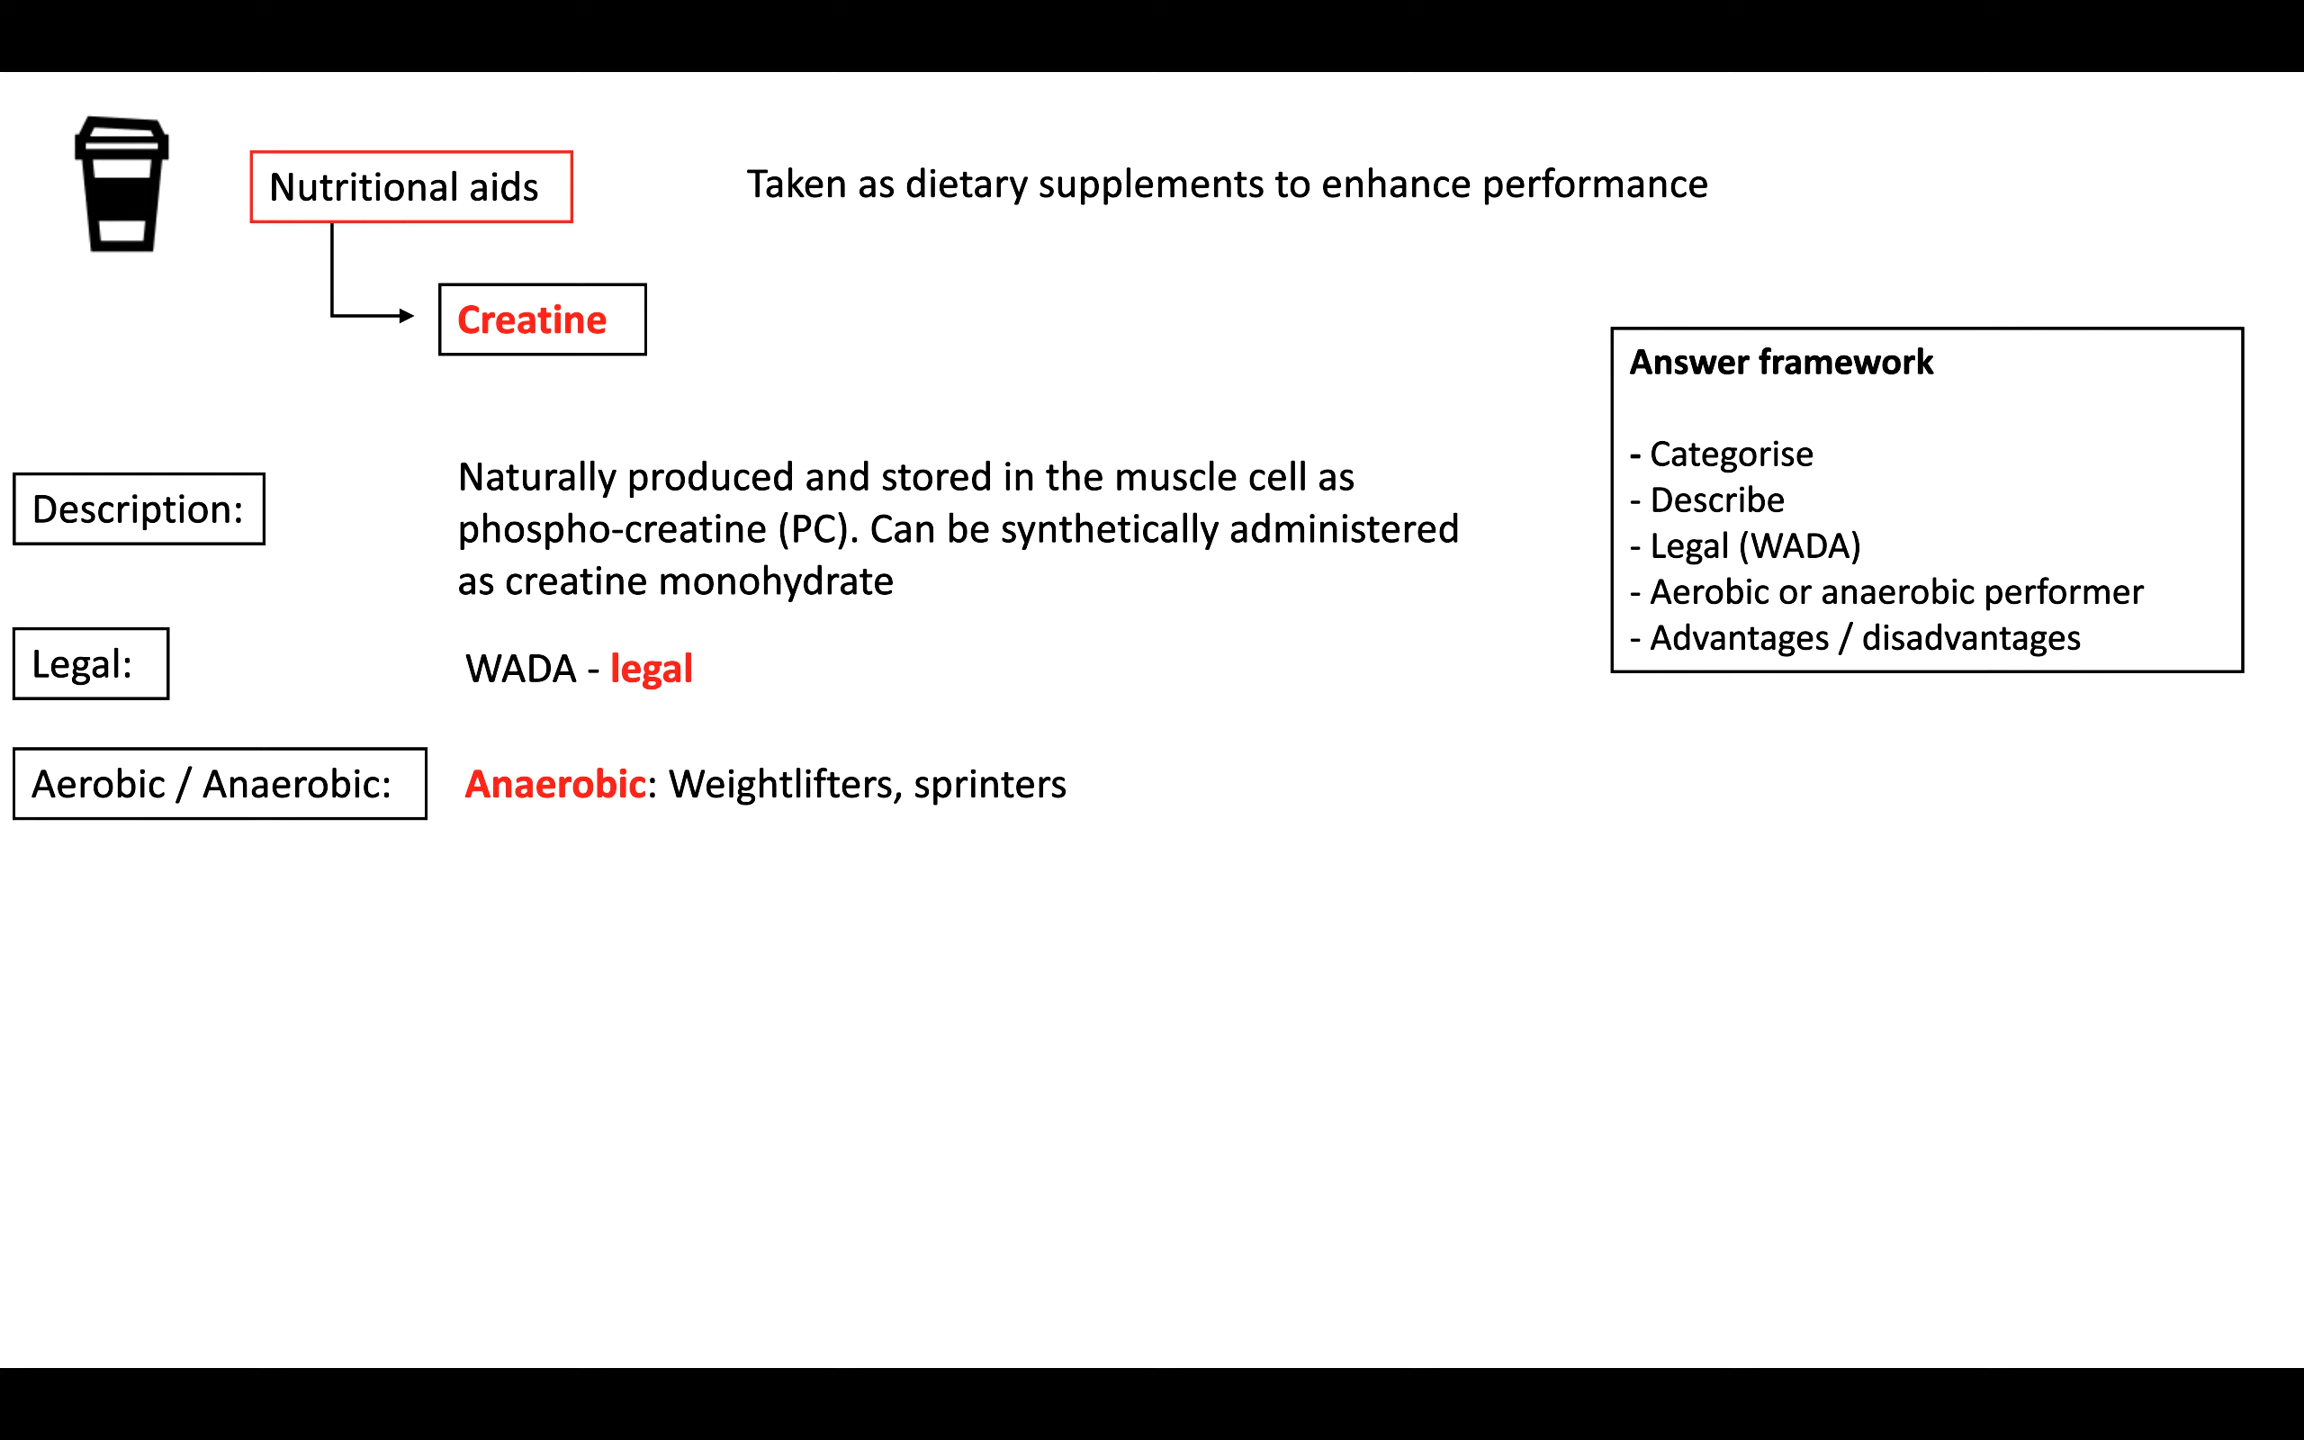 Nutritional aids
Taken as dietary supplements to enhance performance
Creatine
Answer framework
- Categorise
- Describe
- Legal (WADA)
- Aerobic or anaerobic performer
- Advantages / disadvantages
Description:
Naturally produced and stored in the muscle cell as
phospho-creatine (PC). Can be synthetically administered
as creatine monohydrate
Legal:
WADA - legal
Aerobic / Anaerobic:
Anaerobic: Weightlifters, sprinters